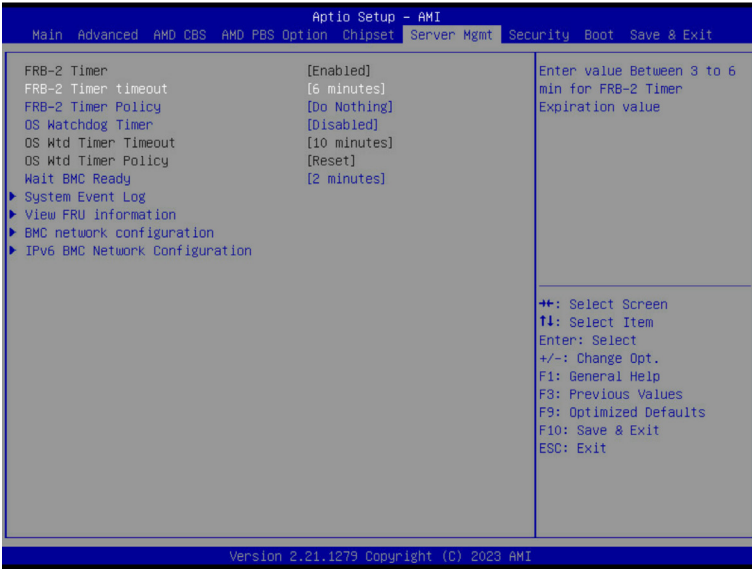 Aptio Setup – AMI
Main Advanced AMD CBS AMD PBS Option Chipset Server Mgmt Security Boot Save & Exit
FRB-2 Timer [Enabled]
FRB-2 Timer timeout [6 minutes]
FRB-2 Timer Policy [Do Nothing]
OS Watchdog Timer [Disabled]
OS Wtd Timer Timeout [10 minutes]
OS Wtd Timer Policy [Reset]
Wait BMC Ready [2 minutes]
System Event Log
View FRU information
BMC network configuration
IPv6 BMC Network Configuration
Enter value Between 3 to 6
min for FRB-2 Timer
Expiration value
→←: Select Screen
↑↓: Select Item
Enter: Select
+/-: Change Opt.
F1: General Help
F3: Previous Values
F9: Optimized Defaults
F10: Save & Exit
ESC: Exit
Version 2.21.1279 Copyright (C) 2023 AMI